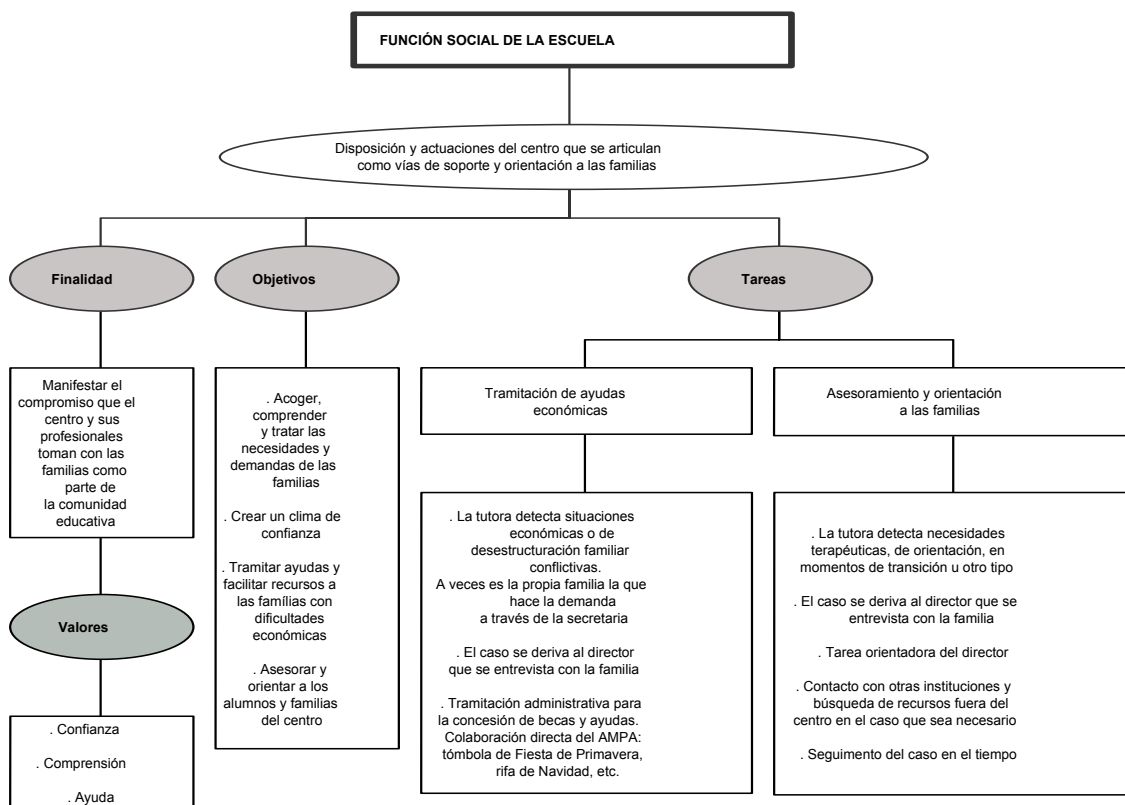 FUNCIÓN SOCIAL DE LA ESCUELA
Disposición y actuaciones del centro que se articulan
como vías de soporte y orientación a las familias
Finalidad
Objetivos
Tareas
Manifestar el
compromiso que el
centro y sus
profesionales
toman con las
familias como
parte de
la comunidad
educativa
Valores
. Confianza
. Comprensión
. Ayuda
. Acoger,
comprender
y tratar las
necesidades y
demandas de las
familias
. Crear un clima de
confianza
. Tramitar ayudas y
facilitar recursos a
las famílias con
dificultades
económicas
. Asesorar y
orientar a los
alumnos y familias
del centro
Tramitación de ayudas
económicas
. La tutora detecta situaciones
económicas o de
desestructuración familiar
conflictivas.
A veces es la propia familia la que
hace la demanda
a través de la secretaria
. El caso se deriva al director
que se entrevista con la familia
. Tramitación administrativa para
la concesión de becas y ayudas.
Colaboración directa del AMPA:
tómbola de Fiesta de Primavera,
rifa de Navidad, etc.
Asesoramiento y orientación
a las familias
. La tutora detecta necesidades
terapéuticas, de orientación, en
momentos de transición u otro tipo
. El caso se deriva al director que se
entrevista con la familia
. Tarea orientadora del director
. Contacto con otras instituciones y
búsqueda de recursos fuera del
centro en el caso que sea necesario
. Seguimento del caso en el tiempo